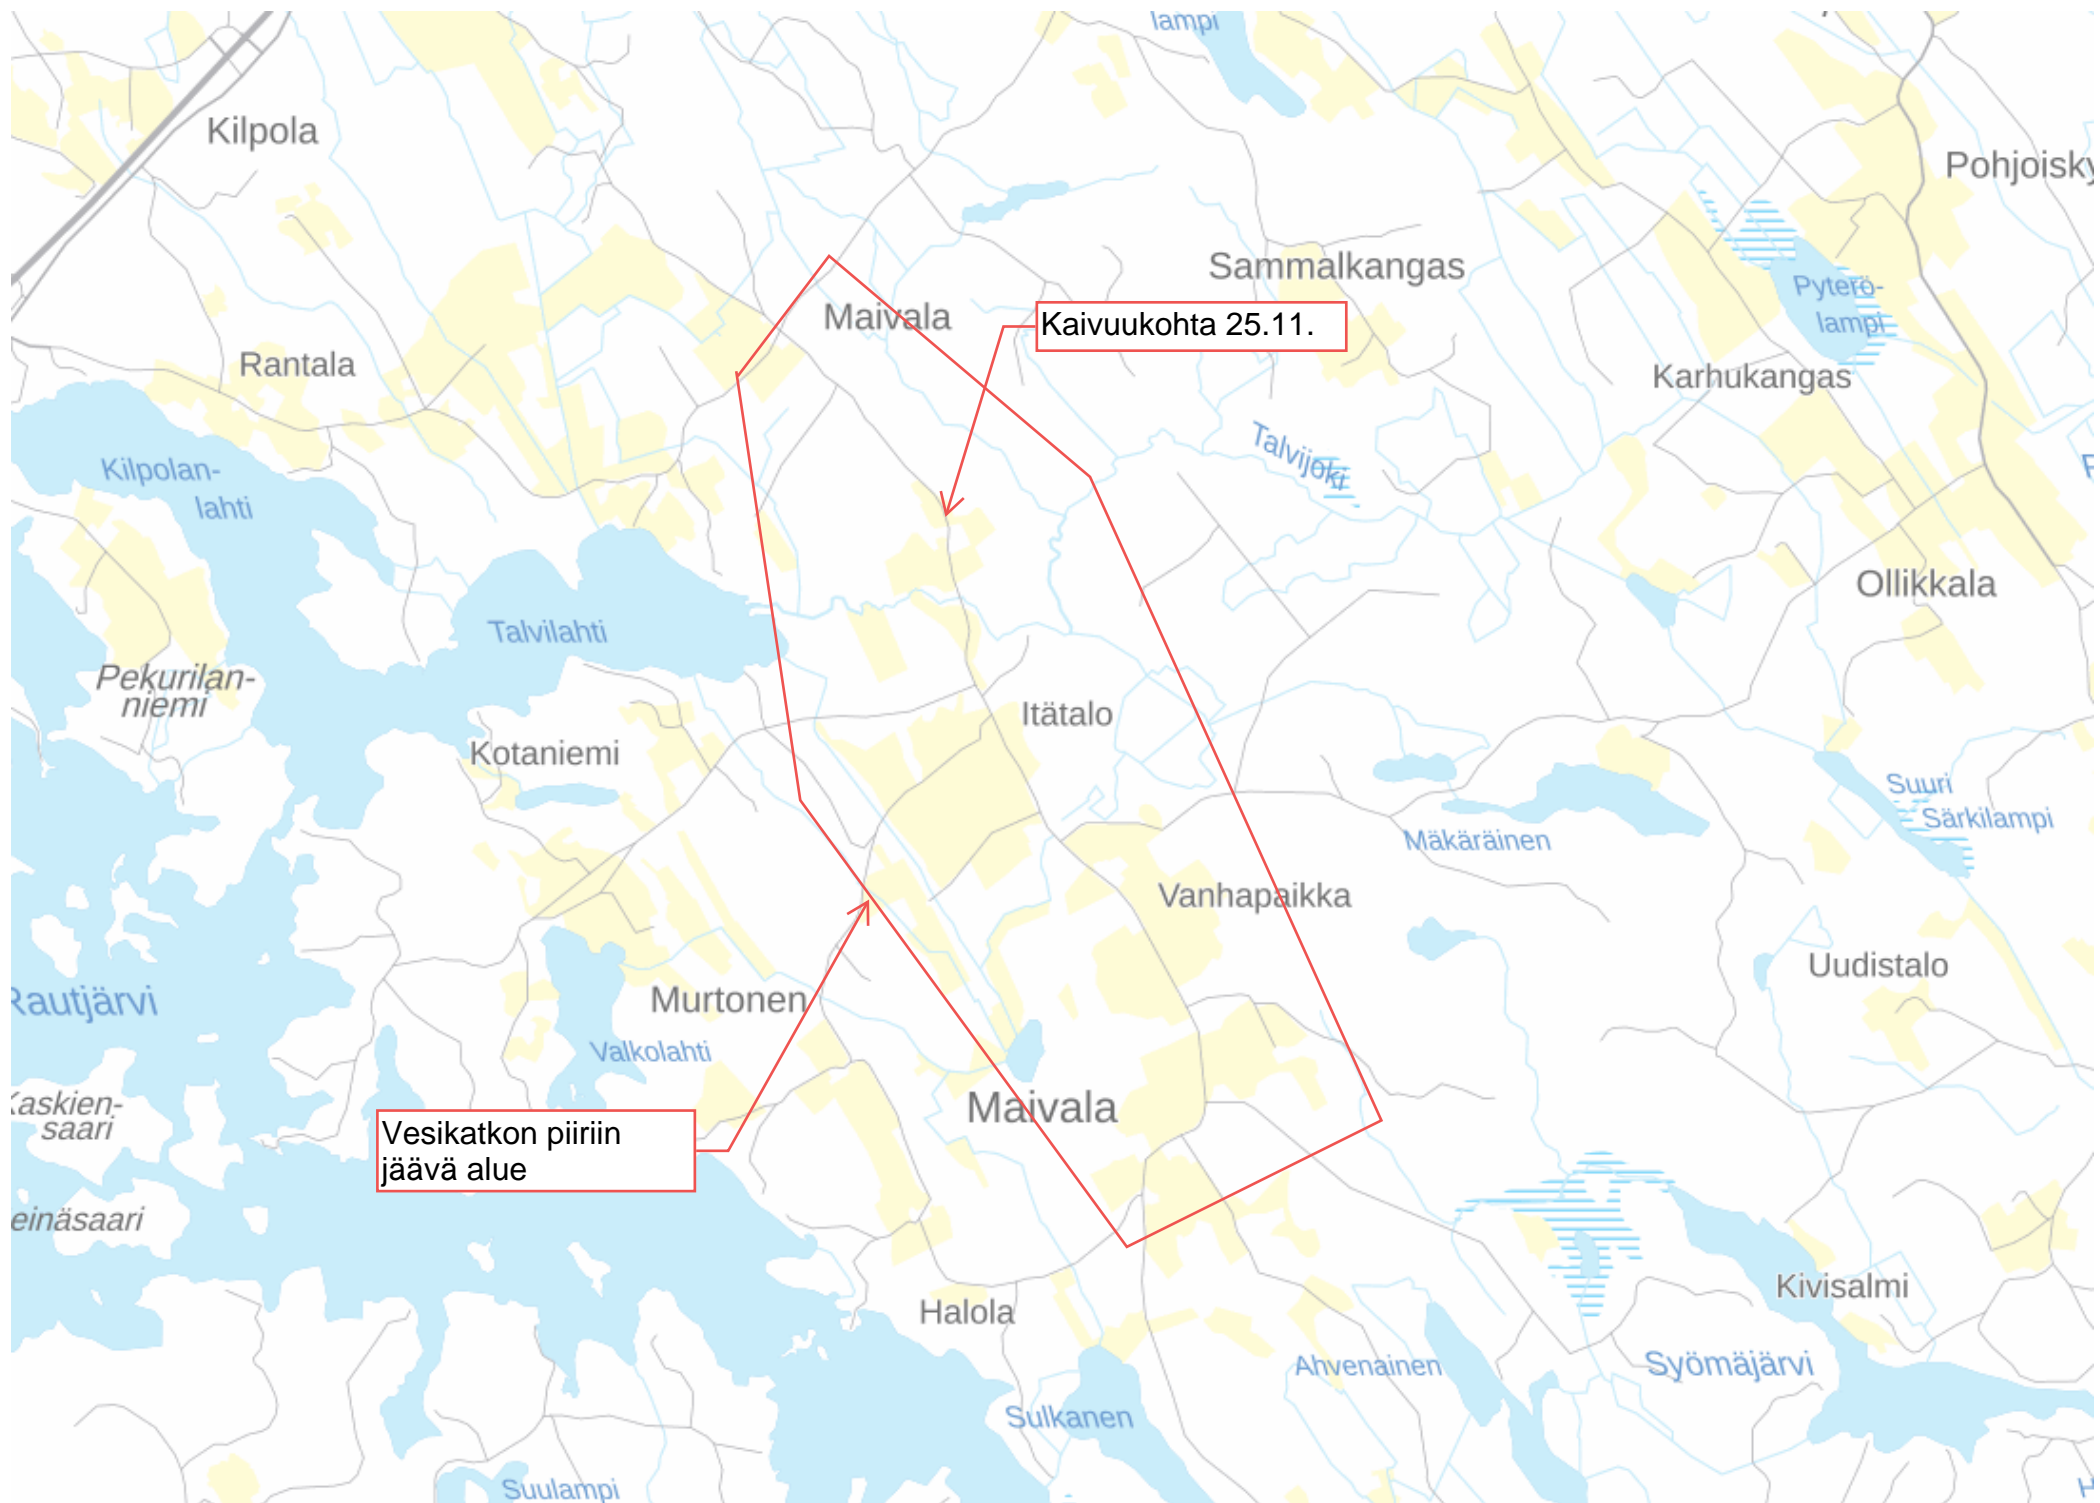 lampi
Kilpola
Pohjoisky
Sammalkangas
Pyterö-
lampi
Maivala
Kaivuukohta 25.11.
Rantala
Karhukangas
Talvijoki
Kilpolan-
lahti
Ollikkala
Talvilahti
Pekurilan-
niemi
Itätalo
Kotaniemi
Suuri
Särkilampi
Mäkäräinen
Vanhapaikka
Uudistalo
Rautjärvi
Murtonen
Valkolahti
Kaskien-
saari
Maivala
Vesikatkon piiriin
jäävä alue
einäsaari
Kivisalmi
Halola
Ahvenainen
Syömäjärvi
Sulkanen
Suulampi